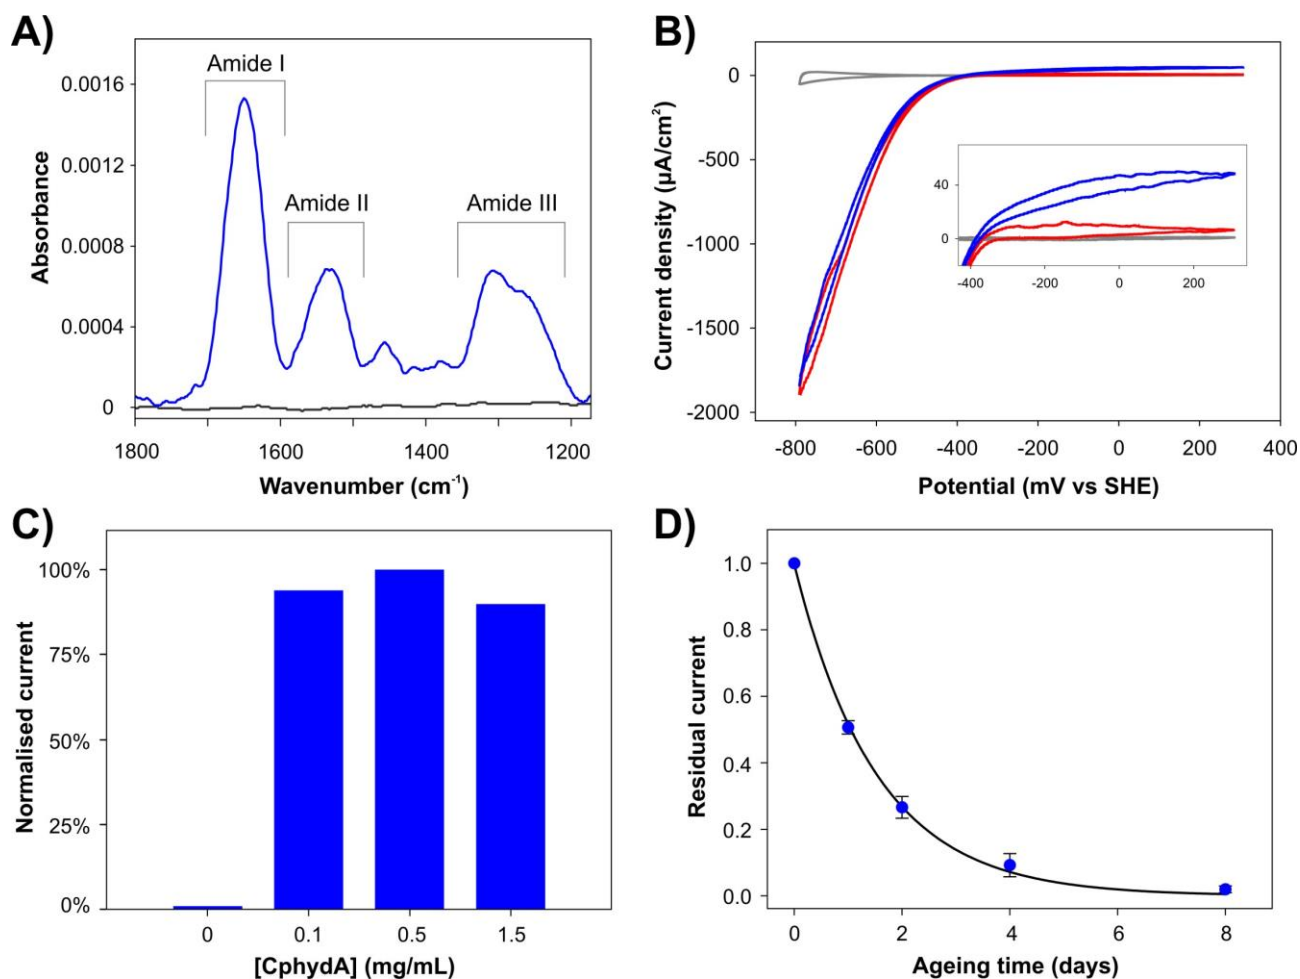 A)
Amide I
Amide II
Amide III
0.0016
0.0012
0.0008
0.0004
0
Absorbance
1800 1600 1400 1200
Wavenumber (cm⁻¹)
B)
0
-500
-1000
-1500
-2000
Current density (µA/cm²)
40
0
-400 -200 0 200
-800 -600 -400 -200 0 200 400
Potential (mV vs SHE)
C)
100%
75%
50%
25%
0%
Normalised current
0 0.1 0.5 1.5
[CphydA] (mg/mL)
D)
1.0
0.8
0.6
0.4
0.2
0.0
Residual current
0 2 4 6 8
Ageing time (days)